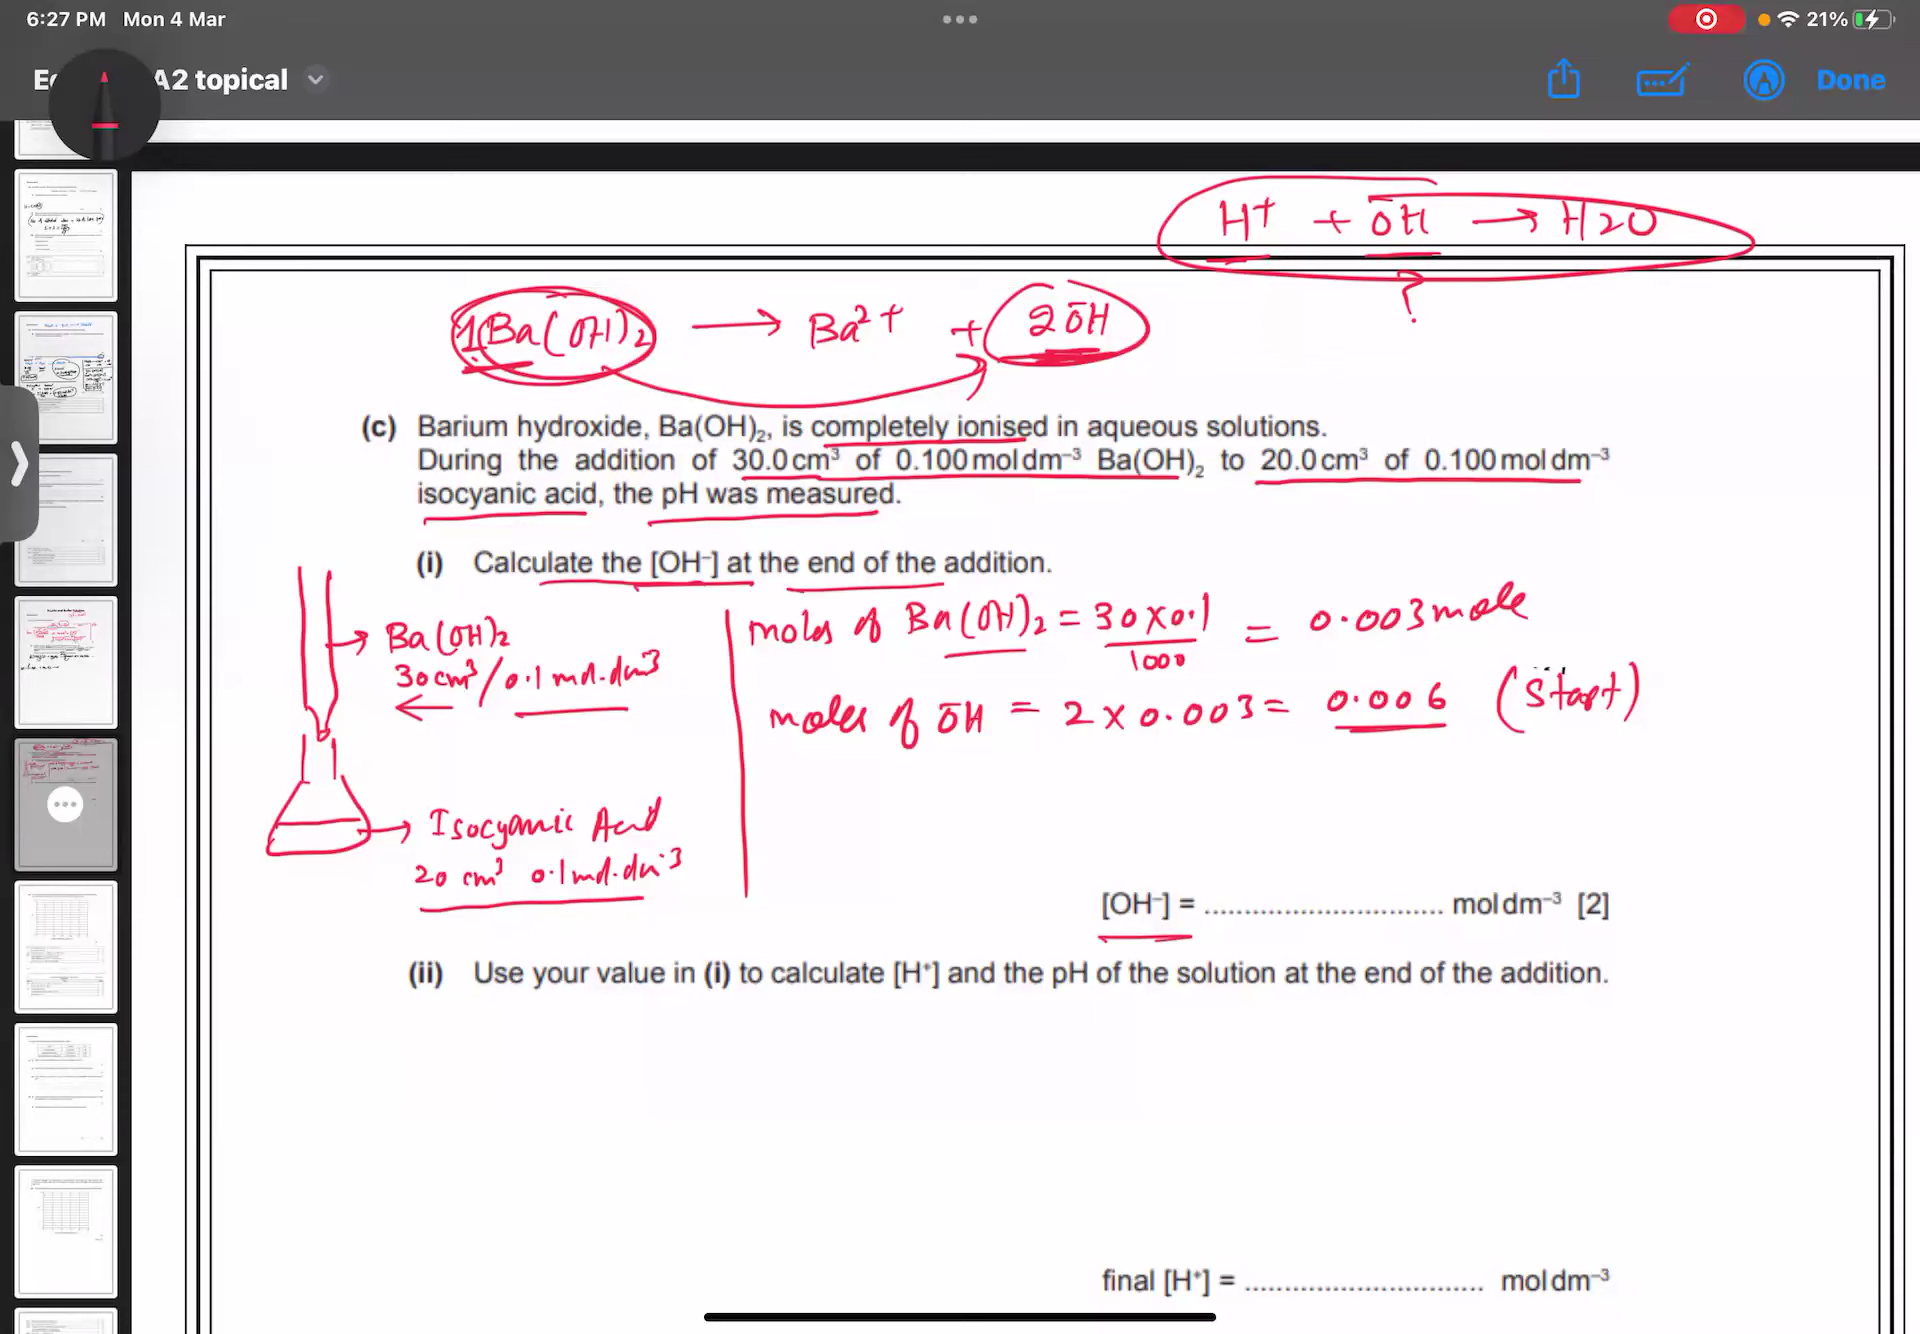 6:27 PM Mon 4 Mar
21%
A2 topical
Done
H+ + ŌH → H2O
?
1Ba(OH)2 → Ba2+ + 2ŌH
(c) Barium hydroxide, Ba(OH)₂, is completely ionised in aqueous solutions.
During the addition of 30.0 cm³ of 0.100 mol dm⁻³ Ba(OH)₂ to 20.0 cm³ of 0.100 mol dm⁻³
isocyanic acid, the pH was measured.
(i) Calculate the [OH⁻] at the end of the addition.
Ba(OH)2
30cm³/0.1 mol.dm³
Isocyanic Acid
20 cm³ 0.1 mol.dm-3
moles of Ba(OH)2 = 30 x 0.1 / 1000 = 0.003 mole
moles of ŌH = 2 x 0.003 = 0.006 (start)
[OH⁻] = .............................. mol dm⁻³ [2]
(ii) Use your value in (i) to calculate [H⁺] and the pH of the solution at the end of the addition.
final [H⁺] = .............................. mol dm⁻³